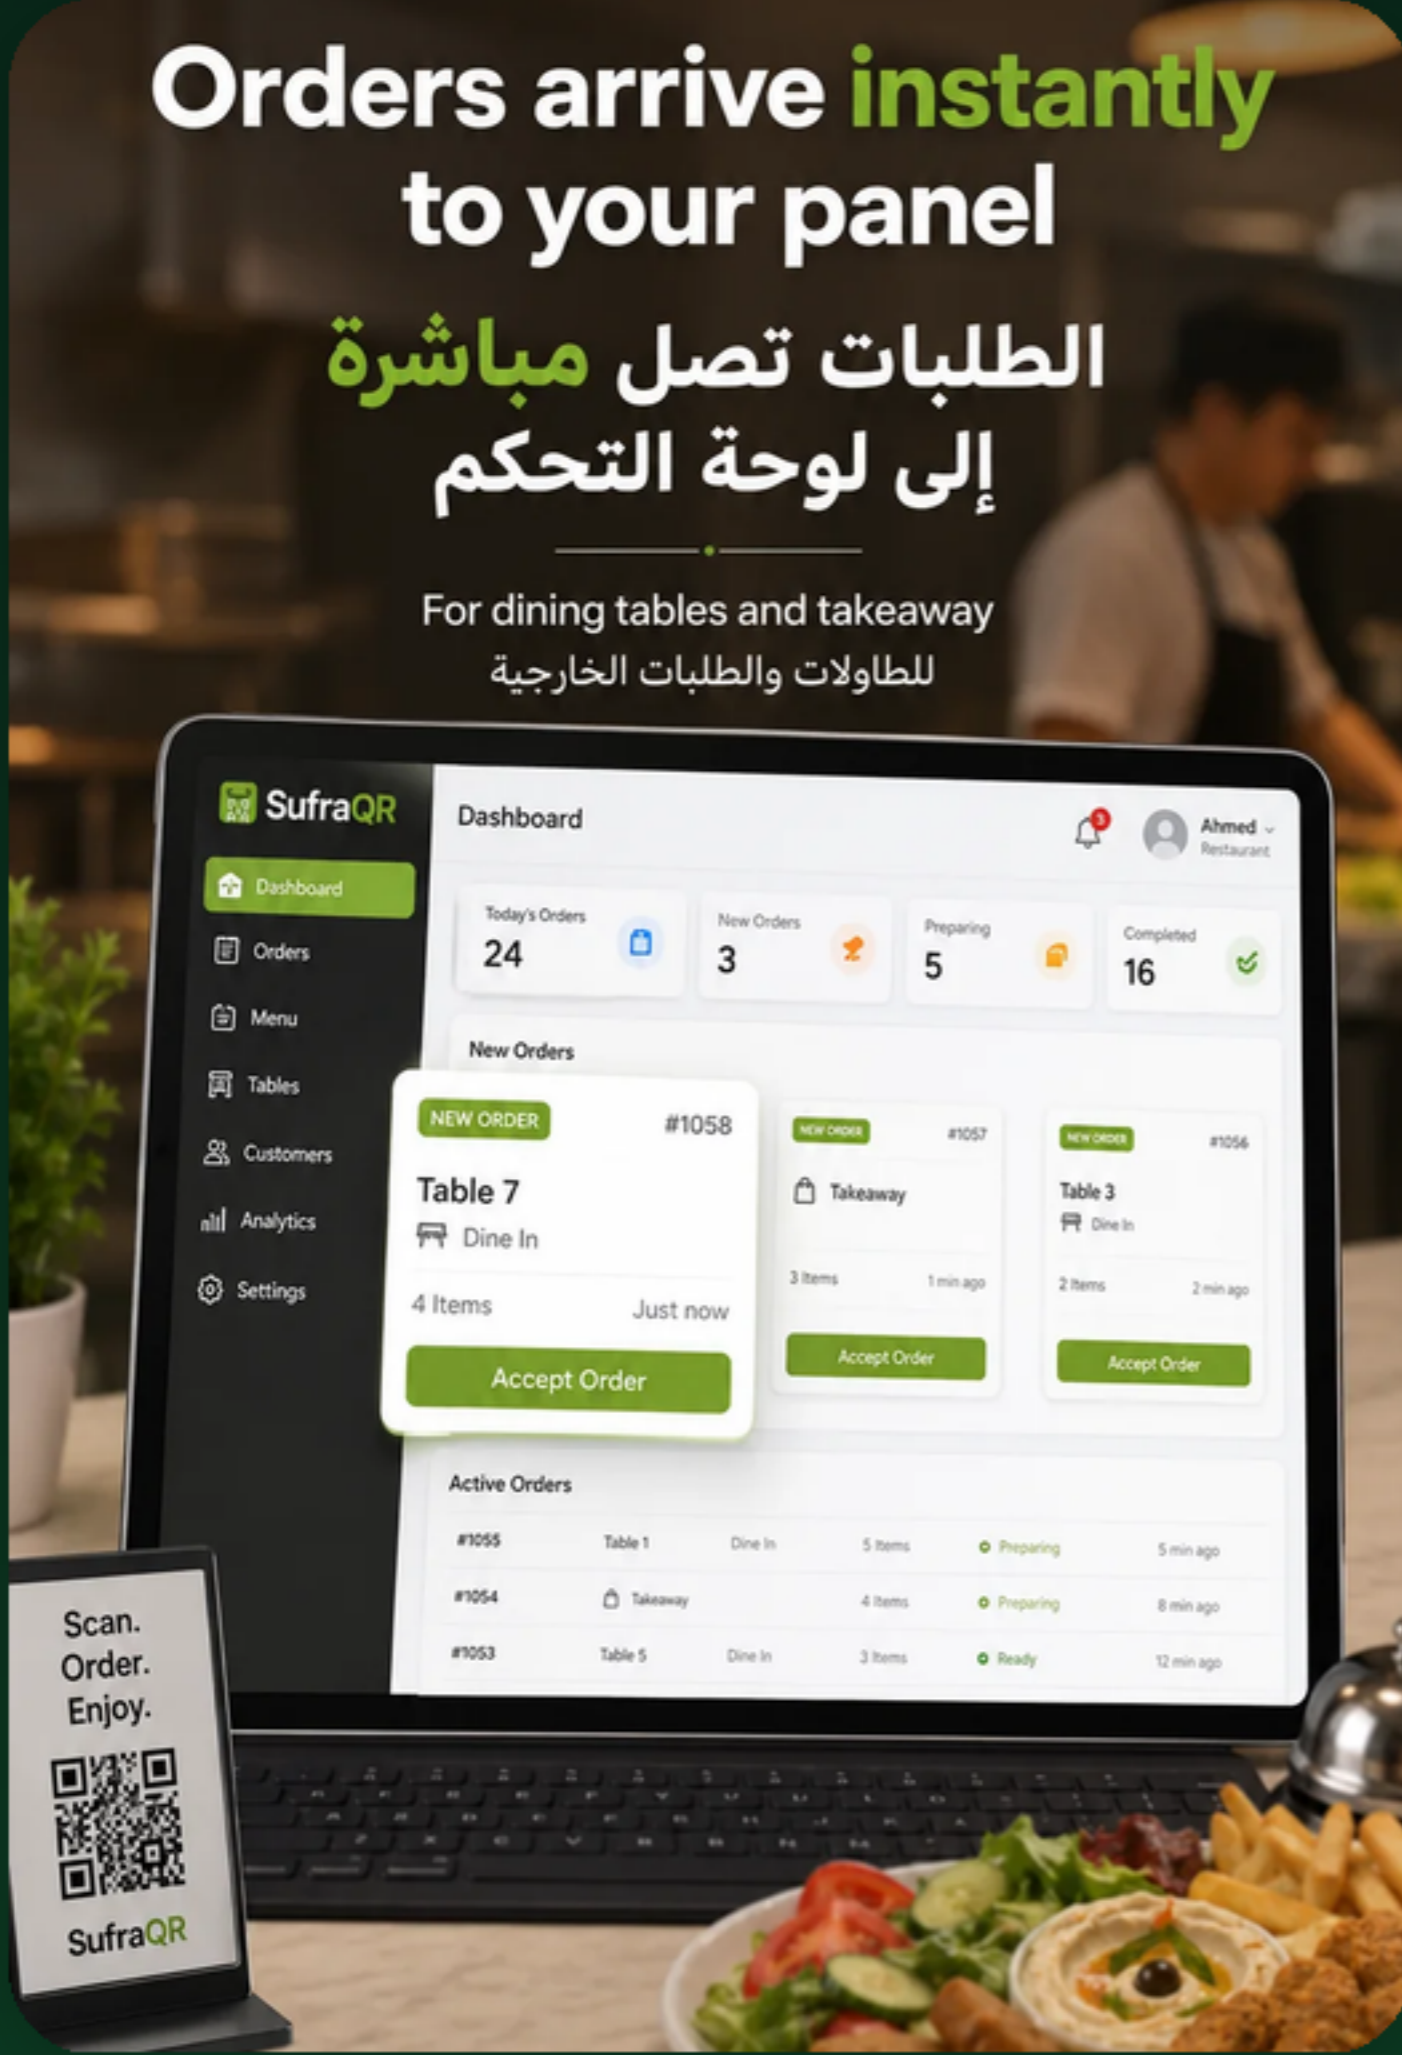 Orders arrive instantly
to your panel
الطلبات تصل مباشرة
إلى لوحة التحكم
For dining tables and takeaway
للطاولات والطلبات الخارجية
SufraQR
Dashboard
Orders
Menu
Tables
Customers
Analytics
Settings
Dashboard
3
Ahmed
Restaurant
Today's Orders
24
New Orders
3
Preparing
5
Completed
16
New Orders
NEW ORDER #1058
Table 7
Dine In
4 Items Just now
Accept Order
NEW ORDER #1057
Takeaway
3 Items 1 min ago
Accept Order
NEW ORDER #1056
Table 3
Dine In
2 Items 2 min ago
Accept Order
Active Orders
#1055 Table 1 Dine In 5 Items Preparing 5 min ago
#1054 Takeaway 4 Items Preparing 8 min ago
#1053 Table 5 Dine In 3 Items Ready 12 min ago
Scan.
Order.
Enjoy.
SufraQR